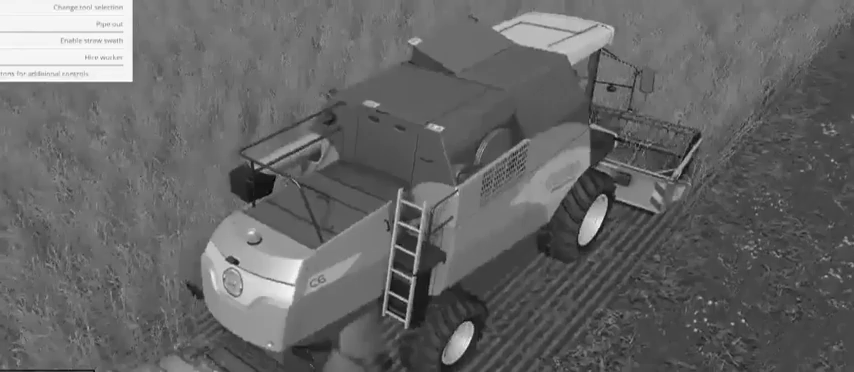 Change tool selection
Pipe out
Enable straw swath
Hire worker
for additional controls
C6